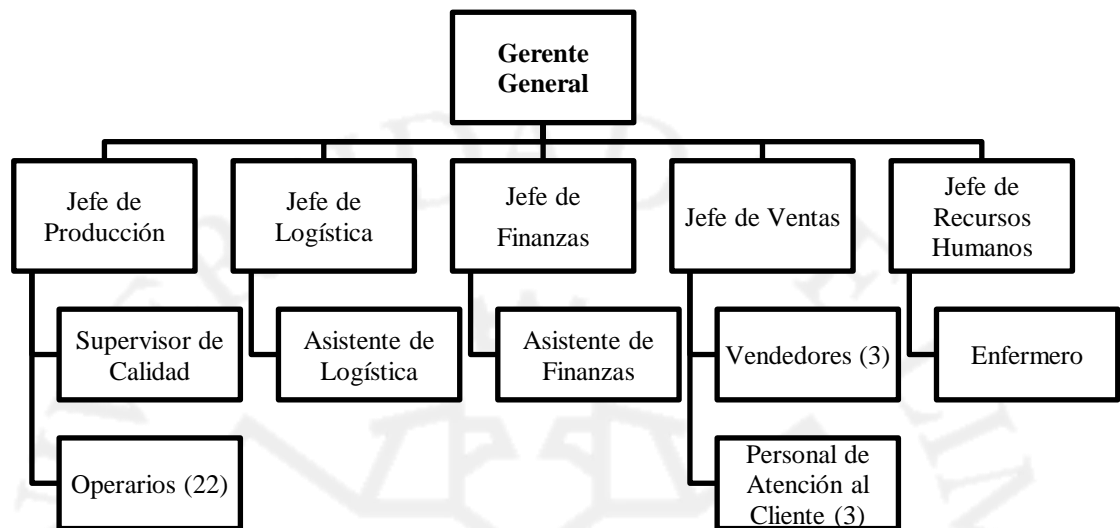 Gerente
General
Jefe de
Producción
Jefe de
Logística
Jefe de
Finanzas
Jefe de Ventas
Jefe de
Recursos
Humanos
Supervisor de
Calidad
Asistente de
Logística
Asistente de
Finanzas
Vendedores (3)
Enfermero
Operarios (22)
Personal de
Atención al
Cliente (3)